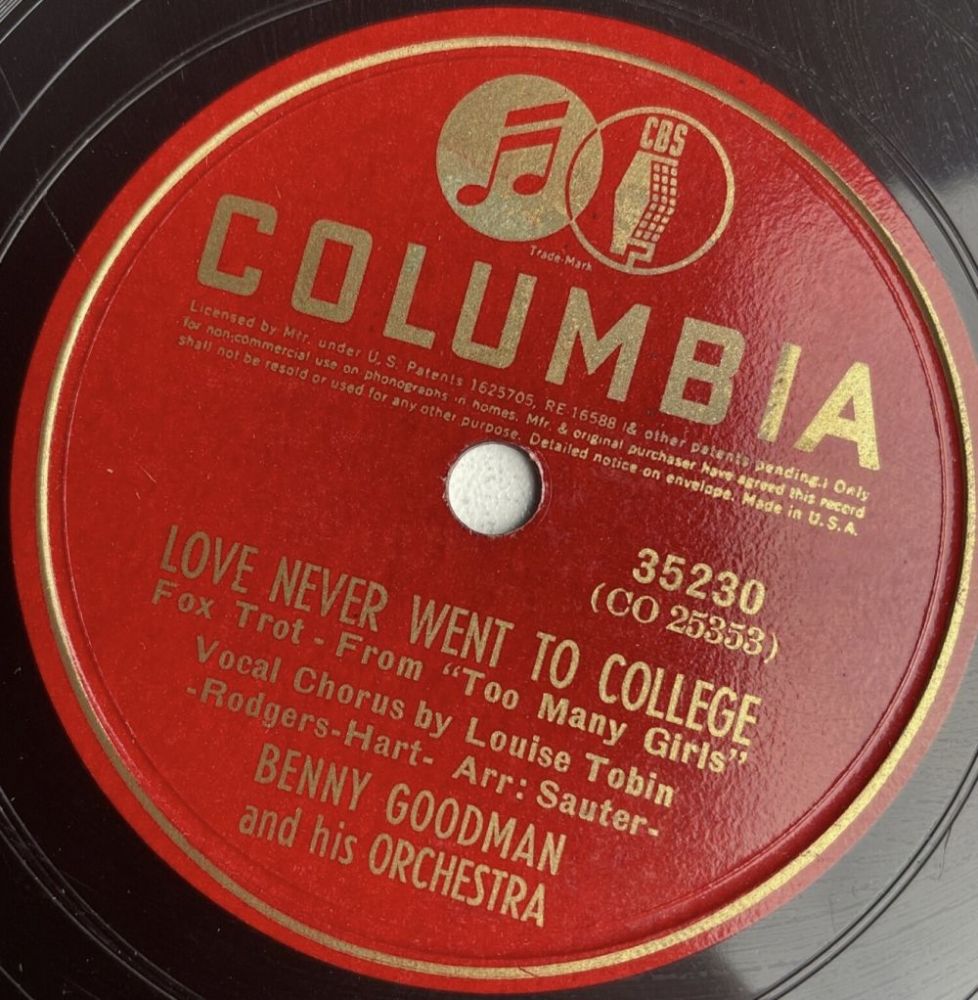 CBS
Trade-Mark
COLUMBIA
Licensed by Mfr. under U.S. Patents 1625705, RE-16588 (& other patents pending.) Only
for non-commercial use on phonographs in homes. Mfr. & original purchaser have agreed this record
shall not be resold or used for any other purpose. Detailed notice on envelope. Made in U.S.A.
35230
(CO 25353)
LOVE NEVER WENT TO COLLEGE
Fox Trot - From "Too Many Girls"
Vocal Chorus by Louise Tobin
-Rodgers-Hart- Arr: Sauter-
BENNY GOODMAN
and his ORCHESTRA